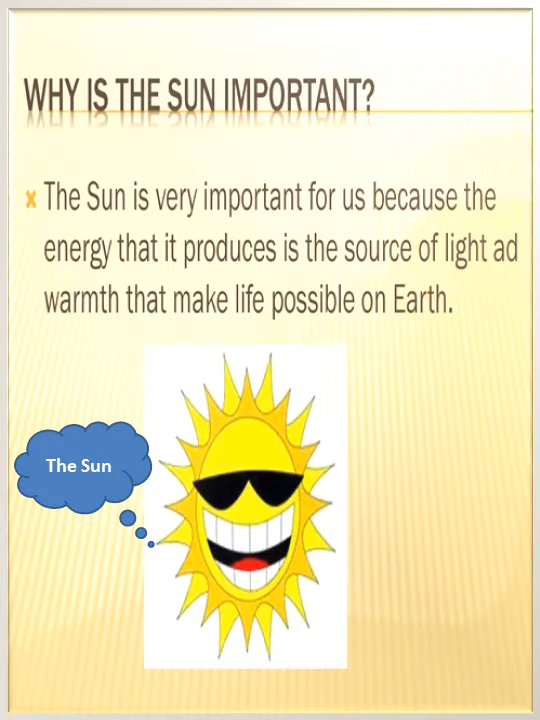 WHY IS THE SUN IMPORTANT?
The Sun is very important for us because the
energy that it produces is the source of light ad
warmth that make life possible on Earth.
The Sun